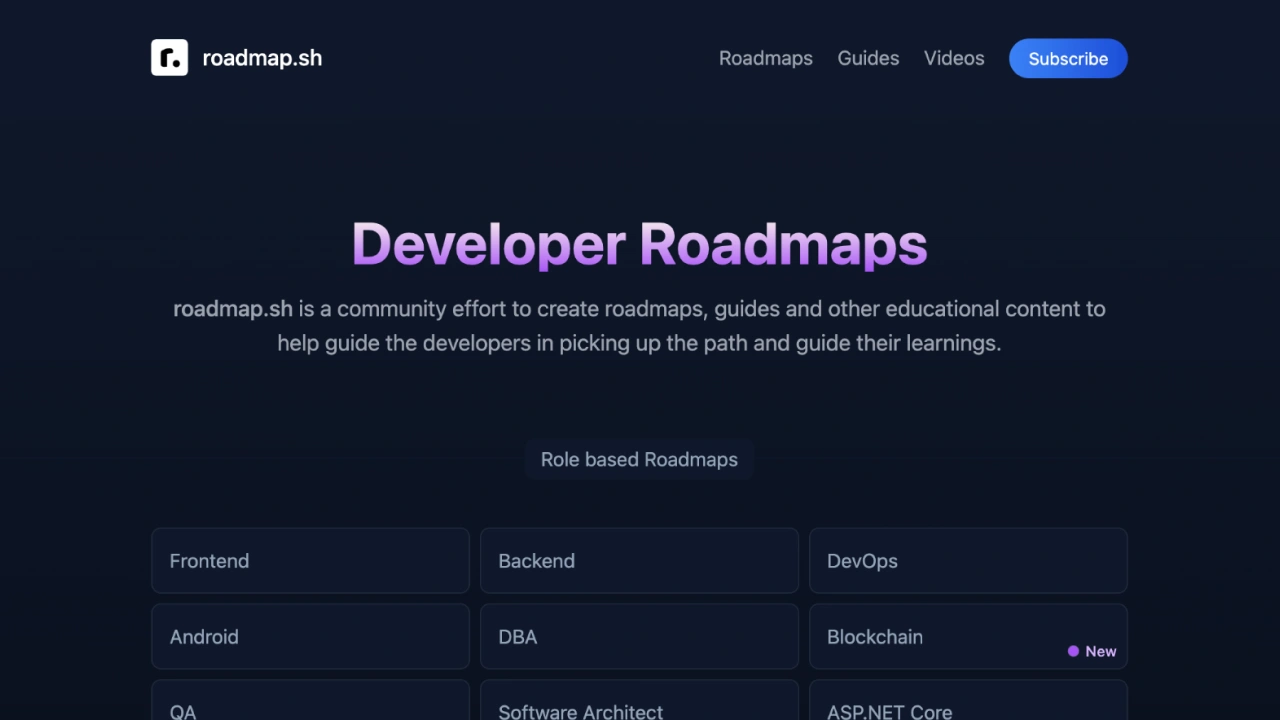 r. roadmap.sh
Roadmaps Guides Videos Subscribe
Developer Roadmaps
roadmap.sh is a community effort to create roadmaps, guides and other educational content to
help guide the developers in picking up the path and guide their learnings.
Role based Roadmaps
Frontend
Backend
DevOps
Android
DBA
Blockchain
New
QA
Software Architect
ASP.NET Core